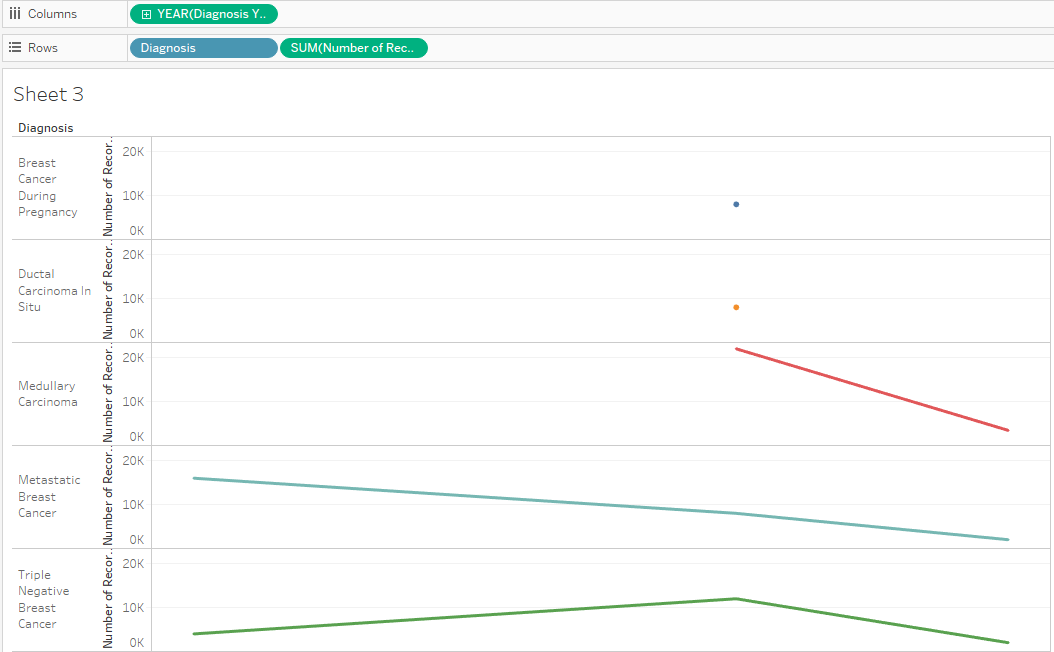 Columns
YEAR(Diagnosis Y..
Rows
Diagnosis
SUM(Number of Rec..
Sheet 3
Diagnosis
Breast
Cancer
During
Pregnancy
Number of Recor..
20K
10K
0K
Ductal
Carcinoma In
Situ
Number of Recor..
20K
10K
0K
Medullary
Carcinoma
Number of Recor..
20K
10K
0K
Metastatic
Breast
Cancer
Number of Recor..
20K
10K
0K
Triple
Negative
Breast
Cancer
Number of Recor..
20K
10K
0K